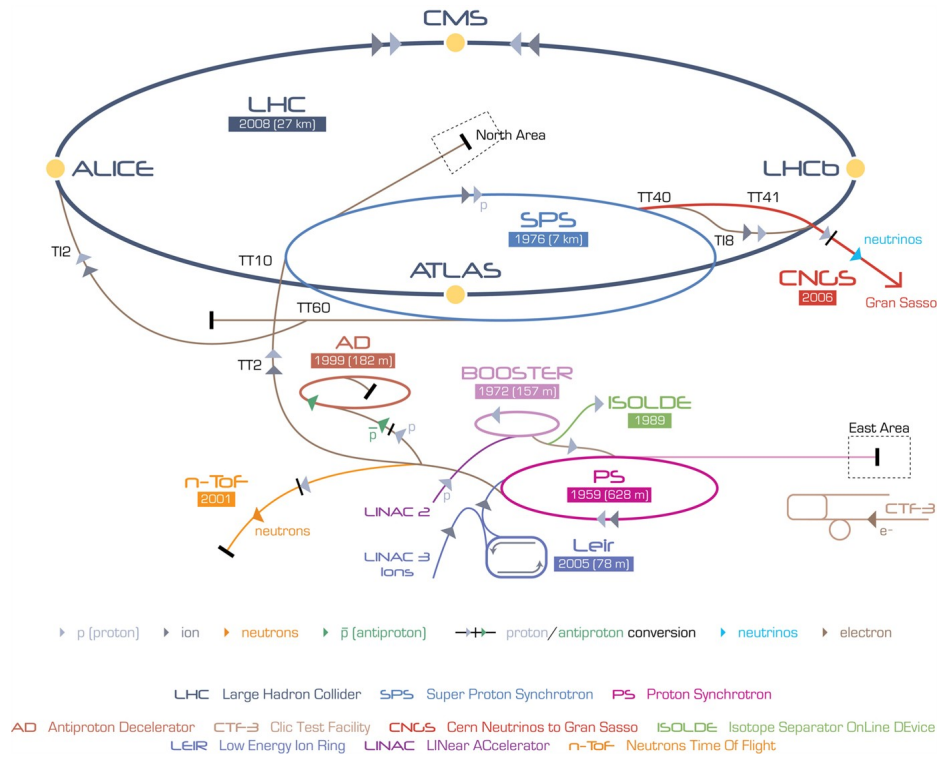 CMS
LHC
2008 (27 km)
North Area
ALICE
LHCb
TT40
TT41
p
SPS
1976 (7 km)
TI8
neutrinos
TI2
TT10
ATLAS
CNGS
2006
Gran Sasso
TT60
AD
1999 (182 m)
TT2
BOOSTER
1972 (157 m)
ISOLDE
1989
p̄
p
East Area
n-ToF
2001
PS
1959 (628 m)
p
LINAC 2
neutrons
CTF-3
e-
LINAC 3
Ions
Leir
2005 (78 m)
p (proton) ion neutrons p̄ (antiproton) proton/antiproton conversion neutrinos electron
LHC Large Hadron Collider SPS Super Proton Synchrotron PS Proton Synchrotron
AD Antiproton Decelerator CTF-3 Clic Test Facility CNGS Cern Neutrinos to Gran Sasso ISOLDE Isotope Separator OnLine DEvice
LEIR Low Energy Ion Ring LINAC LINear ACcelerator n-ToF Neutrons Time Of Flight